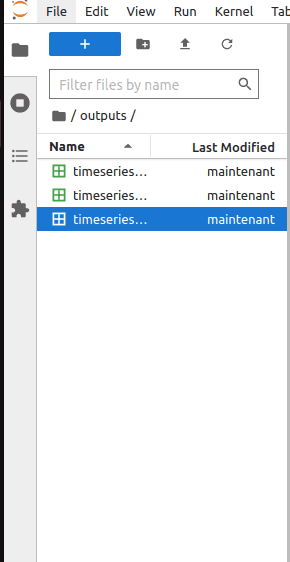 File Edit View Run Kernel Tab
Filter files by name
/ outputs /
Name Last Modified
timeseries... maintenant
timeseries... maintenant
timeseries... maintenant